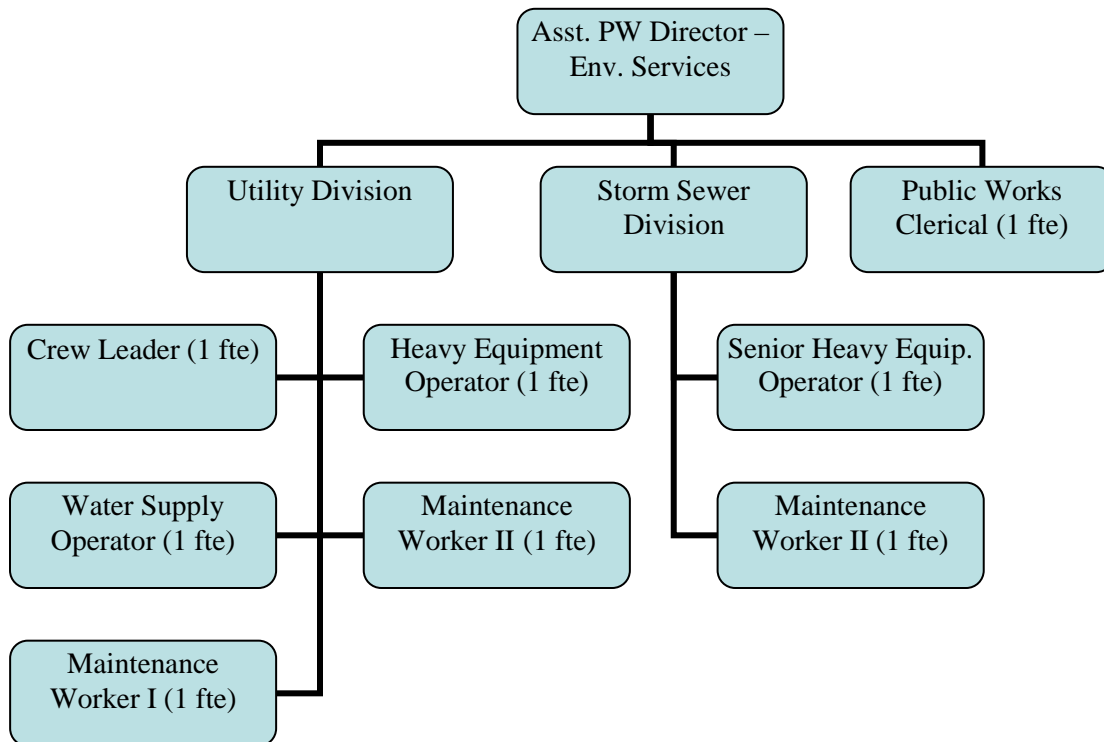 Asst. PW Director –
Env. Services
Utility Division
Storm Sewer
Division
Public Works
Clerical (1 fte)
Crew Leader (1 fte)
Heavy Equipment
Operator (1 fte)
Senior Heavy Equip.
Operator (1 fte)
Water Supply
Operator (1 fte)
Maintenance
Worker II (1 fte)
Maintenance
Worker II (1 fte)
Maintenance
Worker I (1 fte)